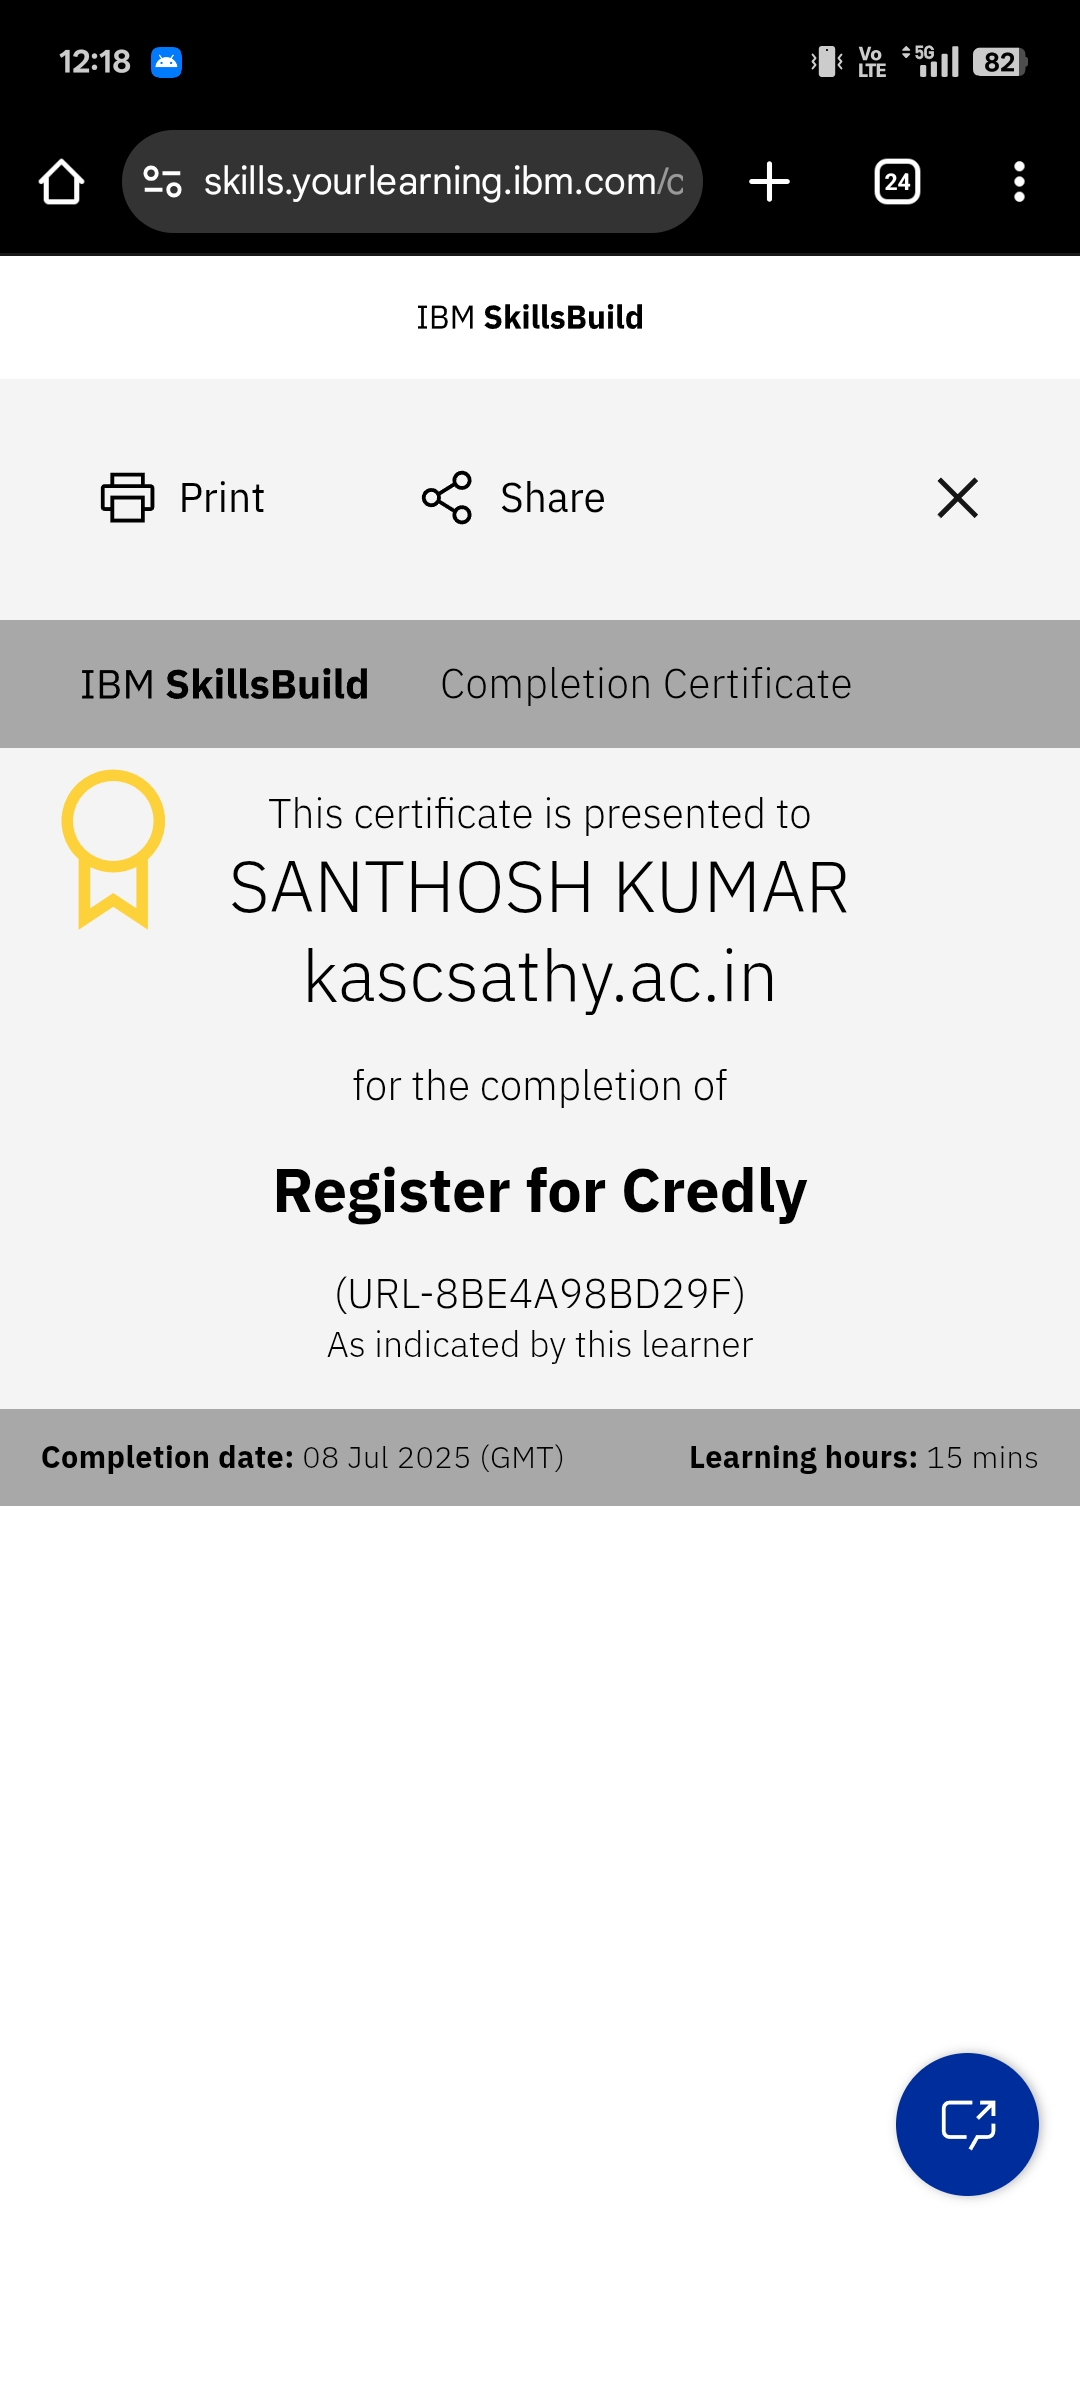 12:18
Vo
LTE
5G
82
skills.yourlearning.ibm.com/c
24
IBM SkillsBuild
Print
Share
IBM SkillsBuild Completion Certificate
This certificate is presented to
SANTHOSH KUMAR
kascsathy.ac.in
for the completion of
Register for Credly
(URL-8BE4A98BD29F)
As indicated by this learner
Completion date: 08 Jul 2025 (GMT) Learning hours: 15 mins